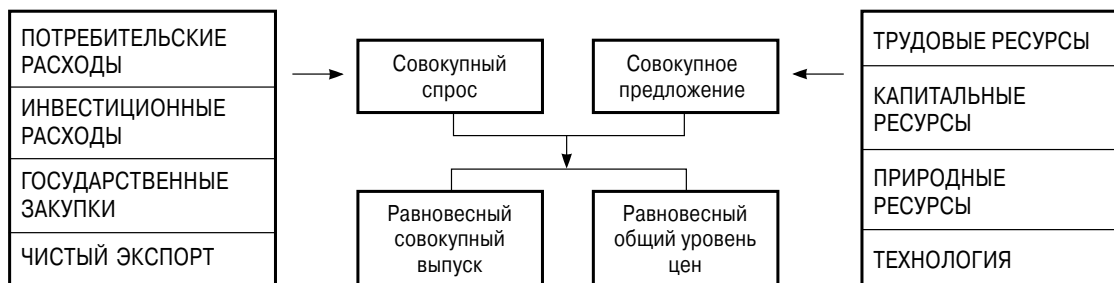 ПОТРЕБИТЕЛЬСКИЕ
РАСХОДЫ
ИНВЕСТИЦИОННЫЕ
РАСХОДЫ
ГОСУДАРСТВЕННЫЕ
ЗАКУПКИ
ЧИСТЫЙ ЭКСПОРТ
Совокупный
спрос
Совокупное
предложение
Равновесный
совокупный
выпуск
Равновесный
общий уровень
цен
ТРУДОВЫЕ РЕСУРСЫ
КАПИТАЛЬНЫЕ
РЕСУРСЫ
ПРИРОДНЫЕ
РЕСУРСЫ
ТЕХНОЛОГИЯ